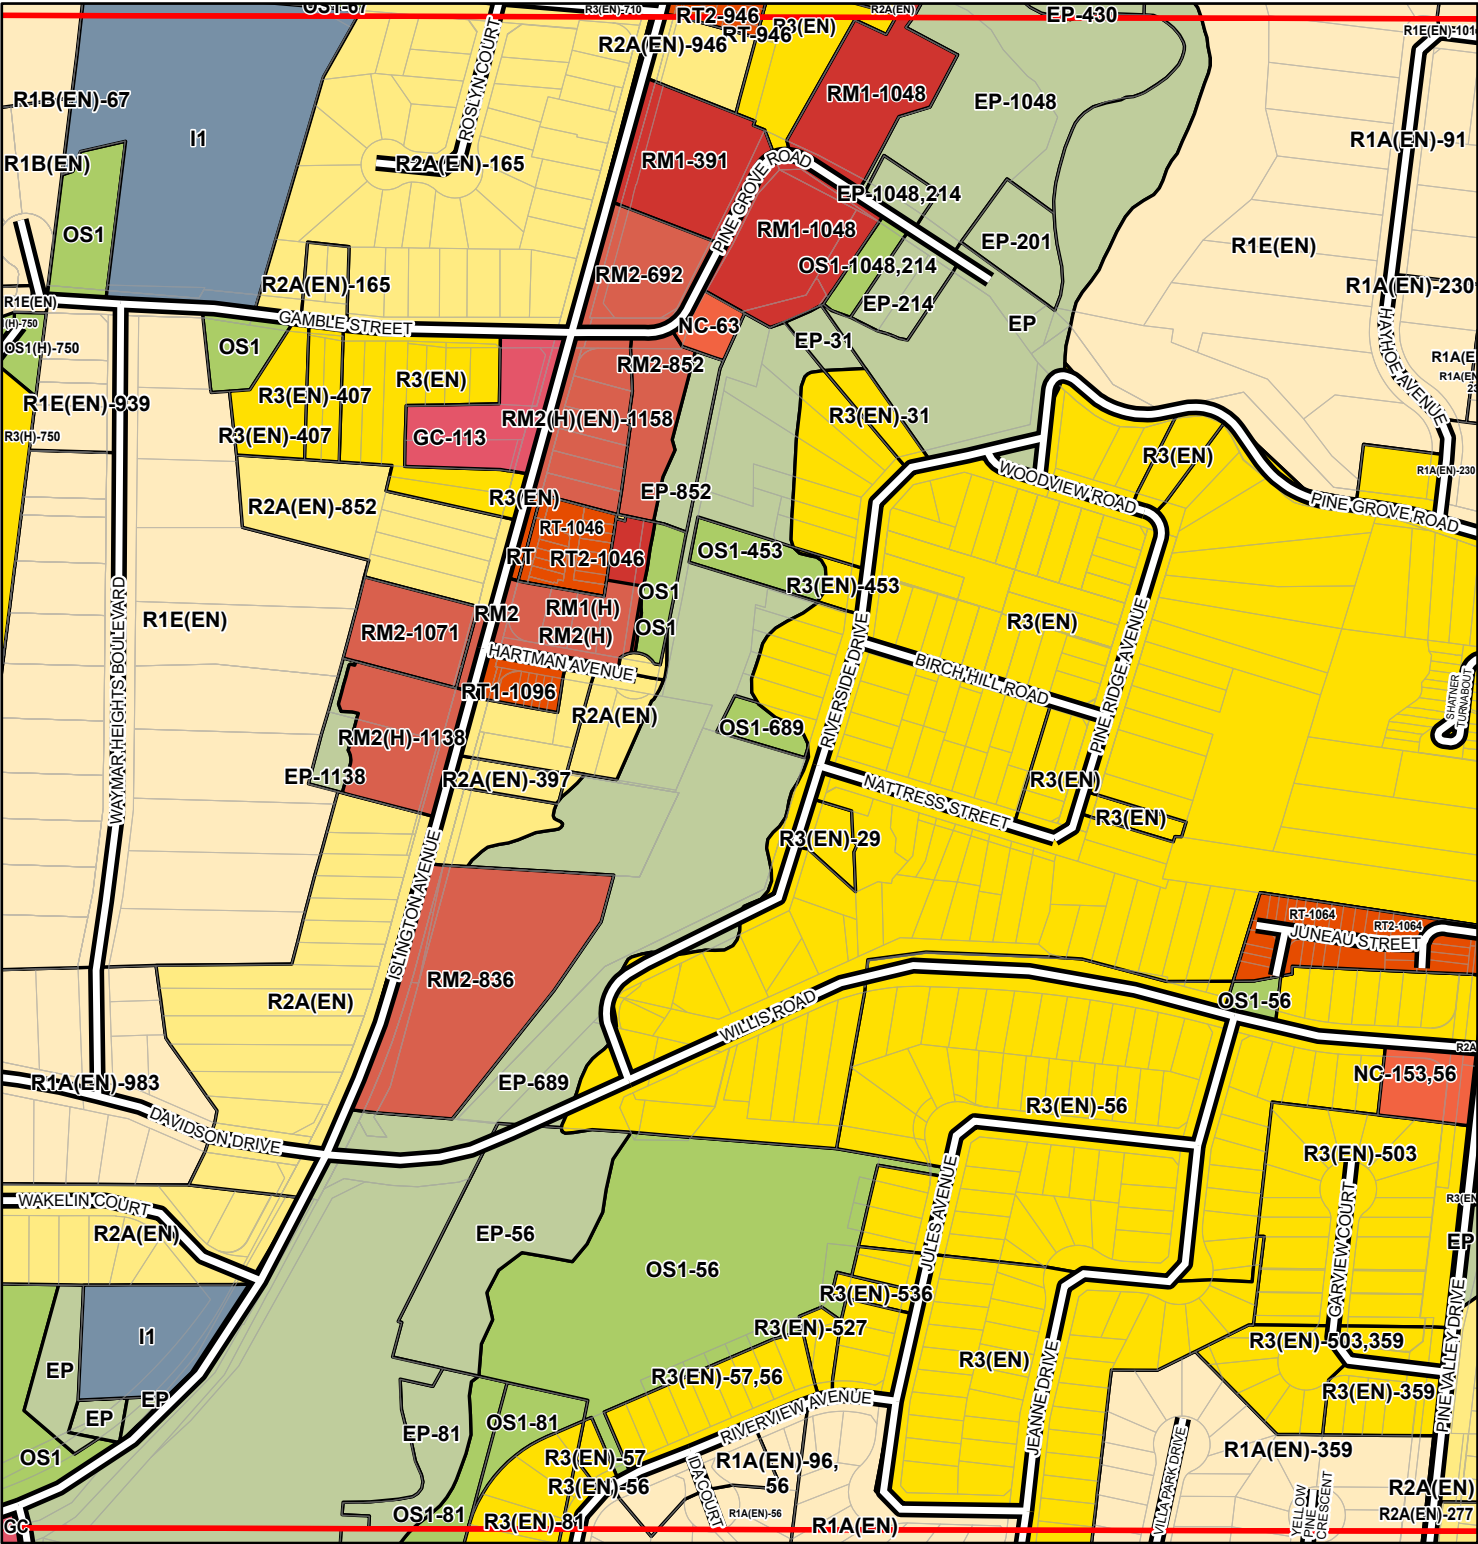 OS1-67
R3(EN)-710
RT2-946
R2A(EN)
EP-430
R2A(EN)-946
RT-946
R3(EN)
R1E(EN)-101
ROSLYN COURT
R1B(EN)-67
RM1-1048
EP-1048
I1
R1A(EN)-91
R1B(EN)
R2A(EN)-165
RM1-391
PINE GROVE ROAD
EP-1048,214
OS1
RM1-1048
EP-201
R1E(EN)
OS1-1048,214
RM2-692
R2A(EN)-165
R1A(EN)-230
R1E(EN)
EP-214
GAMBLE STREET
NC-63
EP
(H)-750
OS1(H)-750
OS1
EP-31
HAYHOE AVENUE
RM2-852
R1A(E
R1A(EN
23
R3(EN)
R3(EN)-407
R1E(EN)-939
RM2(H)(EN)-1158
R3(EN)-31
R3(H)-750
R3(EN)-407
GC-113
R3(EN)
WOODVIEW ROAD
R1A(EN)-230
EP-852
R3(EN)
PINE GROVE ROAD
R2A(EN)-852
RT-1046
RT
RT2-1046
OS1-453
R3(EN)-453
OS1
RM1(H)
RM2
R1E(EN)
R3(EN)
OS1
RM2-1071
RM2(H)
WAYMAR HEIGHTS BOULEVARD
HARTMAN AVENUE
BIRCH HILL ROAD
RIVERSIDE DRIVE
PINE RIDGE AVENUE
RT1-1096
SHATNER
TURNABOUT
R2A(EN)
OS1-689
RM2(H)-1138
EP-1138
R2A(EN)-397
R3(EN)
NATTRESS STREET
R3(EN)
R3(EN)-29
ISLINGTON AVENUE
RT-1064
RT2-1064
JUNEAU STREET
RM2-836
R2A(EN)
OS1-56
WILLIS ROAD
R2A
R1A(EN)-983
EP-689
NC-153,56
R3(EN)-56
DAVIDSON DRIVE
R3(EN)-503
WAKELIN COURT
JULES AVENUE
R3(EN
R2A(EN)
EP-56
GARVIEW COURT
EP
OS1-56
R3(EN)-536
I1
R3(EN)-527
PINE VALLEY DRIVE
R3(EN)-503,359
EP
R3(EN)
R3(EN)-57,56
JEANNE DRIVE
R3(EN)-359
EP
EP
RIVERVIEW AVENUE
EP-81
OS1-81
VILLA PARK DRIVE
R1A(EN)-359
OS1
R3(EN)-57
IDA COURT
R1A(EN)-96,
56
R3(EN)-56
YELLOW
PINE
CRESCENT
R2A(EN)
OS1-81
R3(EN)-81
R1A(EN)-56
R2A(EN)-277
GC
R1A(EN)